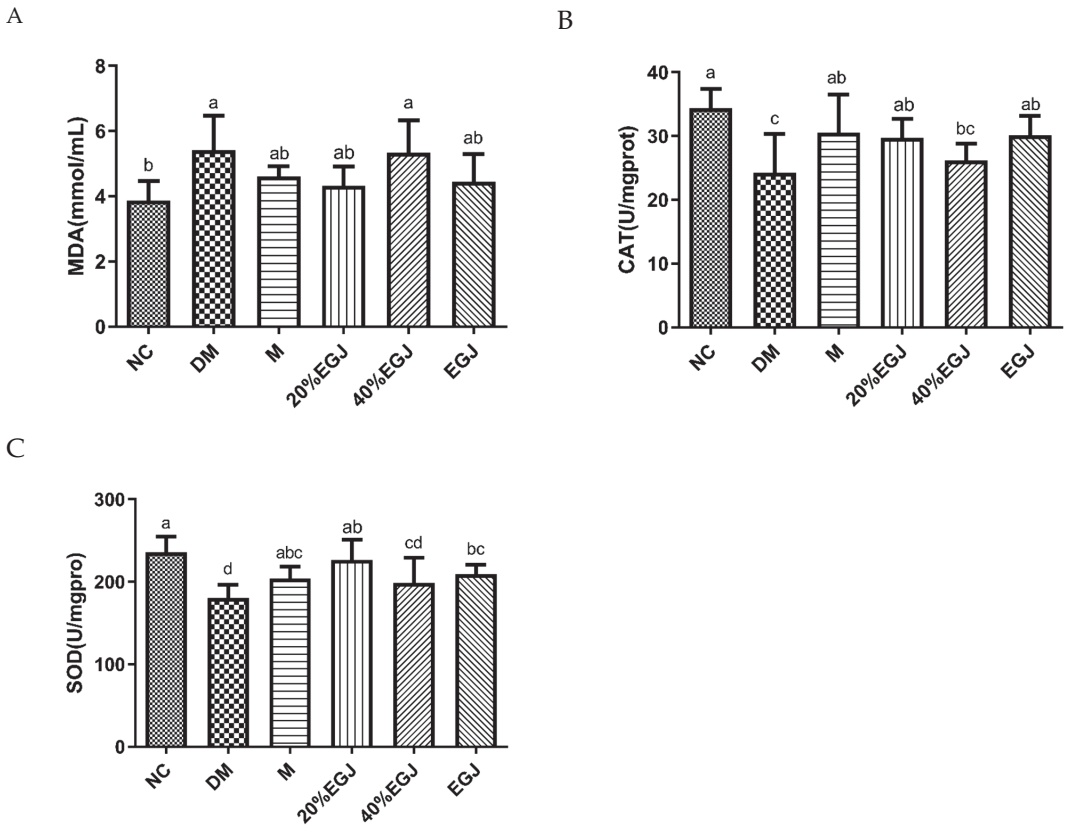 A
MDA(mmol/mL)
8
6
4
2
0
b
a
ab
ab
a
ab
NC
DM
M
20%EGJ
40%EGJ
EGJ
B
CAT(U/mgprot)
40
30
20
10
0
a
c
ab
ab
bc
ab
NC
DM
M
20%EGJ
40%EGJ
EGJ
C
SOD(U/mgpro)
300
200
100
0
a
d
abc
ab
cd
bc
NC
DM
M
20%EGJ
40%EGJ
EGJ